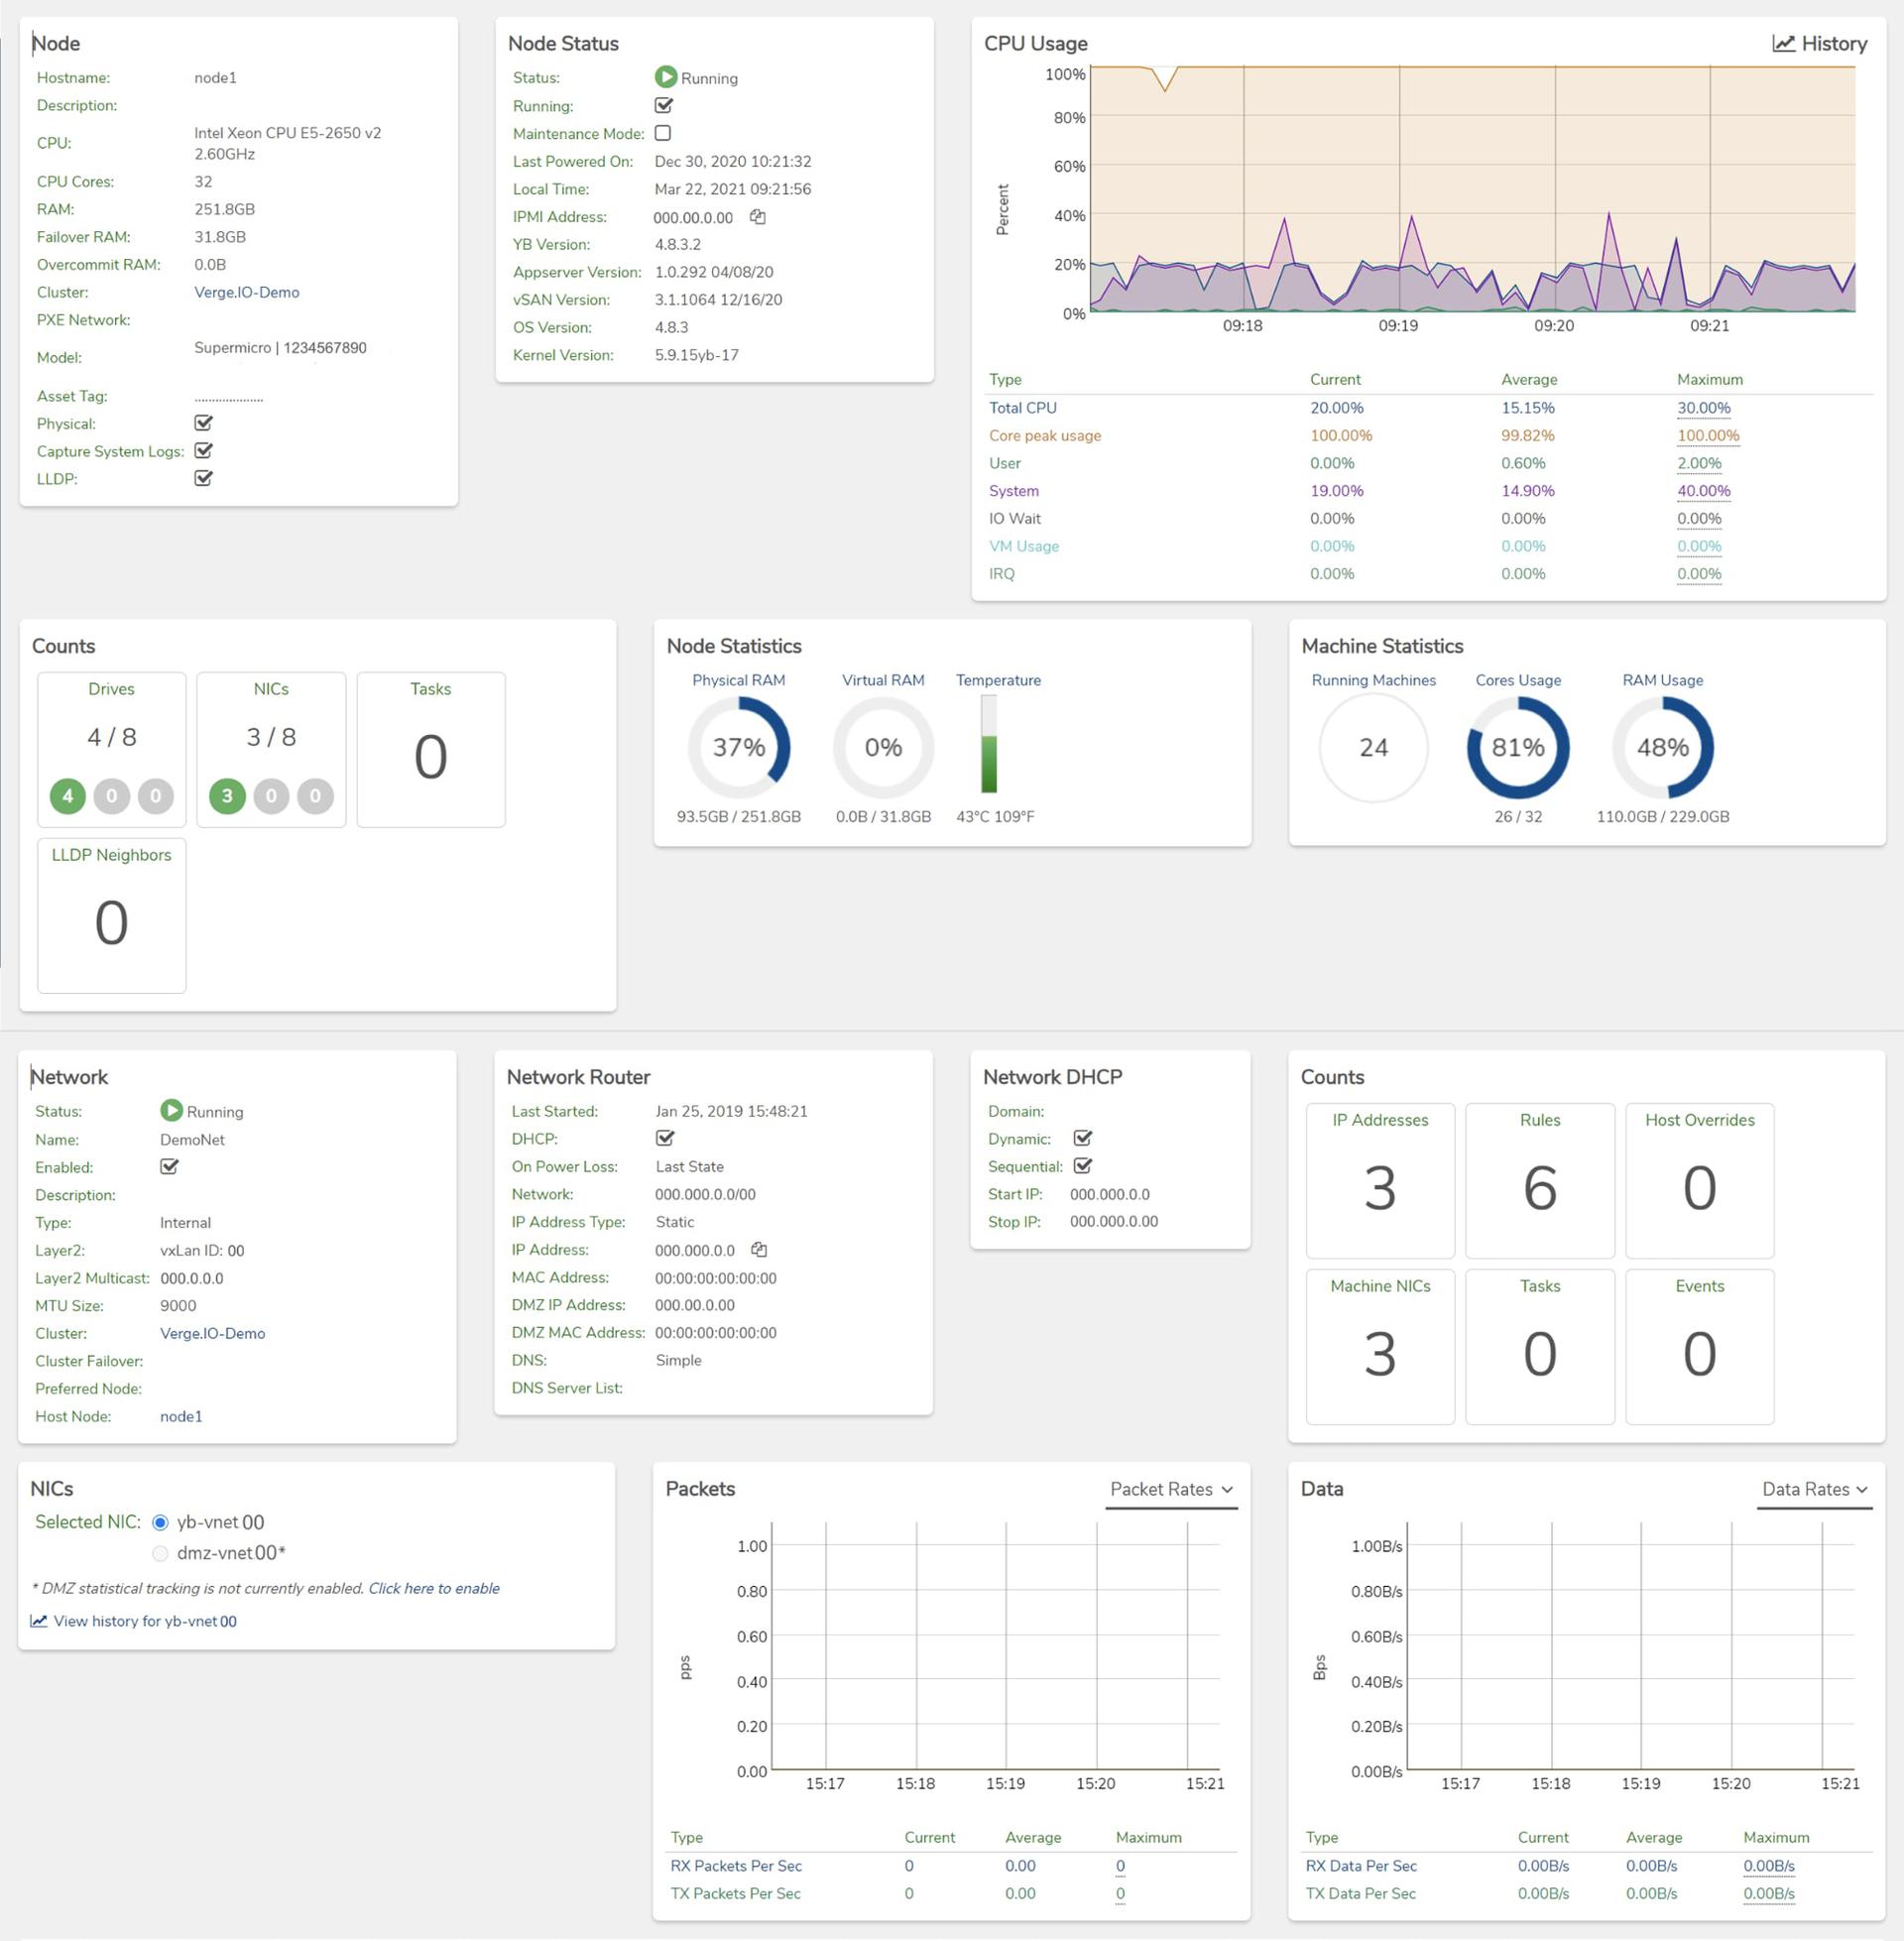 Node
Hostname: node1
Description:
CPU: Intel Xeon CPU E5-2650 v2
2.60GHz
CPU Cores: 32
RAM: 251.8GB
Failover RAM: 31.8GB
Overcommit RAM: 0.0B
Cluster: Verge.IO-Demo
PXE Network:
Model: Supermicro | 1234567890
Asset Tag: ....................
Physical:
Capture System Logs:
LLDP:
Node Status
Status: Running
Running:
Maintenance Mode:
Last Powered On: Dec 30, 2020 10:21:32
Local Time: Mar 22, 2021 09:21:56
IPMI Address: 000.00.0.00
YB Version: 4.8.3.2
Appserver Version: 1.0.292 04/08/20
vSAN Version: 3.1.1064 12/16/20
OS Version: 4.8.3
Kernel Version: 5.9.15yb-17
CPU Usage History
100%
80%
60%
40%
20%
0%
Percent
09:18 09:19 09:20 09:21
Type Current Average Maximum
Total CPU 20.00% 15.15% 30.00%
Core peak usage 100.00% 99.82% 100.00%
User 0.00% 0.60% 2.00%
System 19.00% 14.90% 40.00%
IO Wait 0.00% 0.00% 0.00%
VM Usage 0.00% 0.00% 0.00%
IRQ 0.00% 0.00% 0.00%
Counts
Drives NICs Tasks
4 / 8 3 / 8 0
4 0 0 3 0 0
LLDP Neighbors
0
Node Statistics
Physical RAM Virtual RAM Temperature
37% 0%
93.5GB / 251.8GB 0.0B / 31.8GB 43°C 109°F
Machine Statistics
Running Machines Cores Usage RAM Usage
24 81% 48%
26 / 32 110.0GB / 229.0GB
Network
Status: Running
Name: DemoNet
Enabled:
Description:
Type: Internal
Layer2: vxLan ID: 00
Layer2 Multicast: 000.0.0.0
MTU Size: 9000
Cluster: Verge.IO-Demo
Cluster Failover:
Preferred Node:
Host Node: node1
Network Router
Last Started: Jan 25, 2019 15:48:21
DHCP:
On Power Loss: Last State
Network: 000.000.0.0/00
IP Address Type: Static
IP Address: 000.000.0.0
MAC Address: 00:00:00:00:00:00
DMZ IP Address: 000.00.0.00
DMZ MAC Address: 00:00:00:00:00:00
DNS: Simple
DNS Server List:
Network DHCP
Domain:
Dynamic:
Sequential:
Start IP: 000.000.0.0
Stop IP: 000.000.0.00
Counts
IP Addresses Rules Host Overrides
3 6 0
Machine NICs Tasks Events
3 0 0
NICs
Selected NIC: yb-vnet 00
dmz-vnet 00*
* DMZ statistical tracking is not currently enabled. Click here to enable
View history for yb-vnet 00
Packets Packet Rates
1.00
0.80
0.60
0.40
0.20
0.00
pps
15:17 15:18 15:19 15:20 15:21
Type Current Average Maximum
RX Packets Per Sec 0 0.00 0
TX Packets Per Sec 0 0.00 0
Data Data Rates
1.00B/s
0.80B/s
0.60B/s
0.40B/s
0.20B/s
0.00B/s
Bps
15:17 15:18 15:19 15:20 15:21
Type Current Average Maximum
RX Data Per Sec 0.00B/s 0.00B/s 0.00B/s
TX Data Per Sec 0.00B/s 0.00B/s 0.00B/s